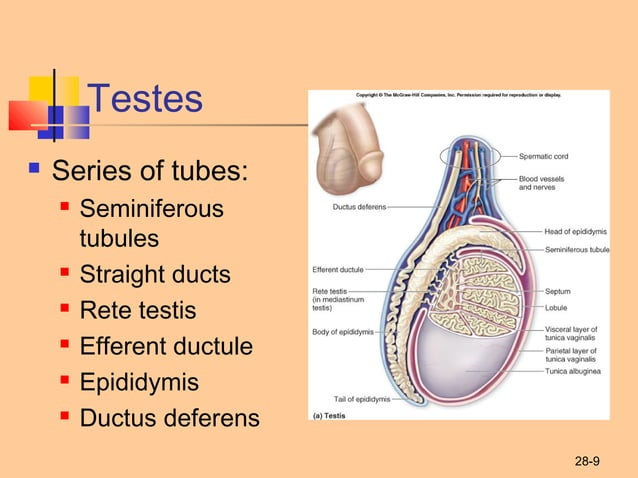 Testes
Series of tubes:
Seminiferous
tubules
Straight ducts
Rete testis
Efferent ductule
Epididymis
Ductus deferens
Copyright © The McGraw-Hill Companies, Inc. Permission required for reproduction or display.
Spermatic cord
Blood vessels
and nerves
Ductus deferens
Head of epididymis
Seminiferous tubule
Efferent ductule
Rete testis
(in mediastinum
testis)
Septum
Lobule
Body of epididymis
Visceral layer of
tunica vaginalis
Parietal layer of
tunica vaginalis
Tunica albuginea
Tail of epididymis
(a) Testis
28-9